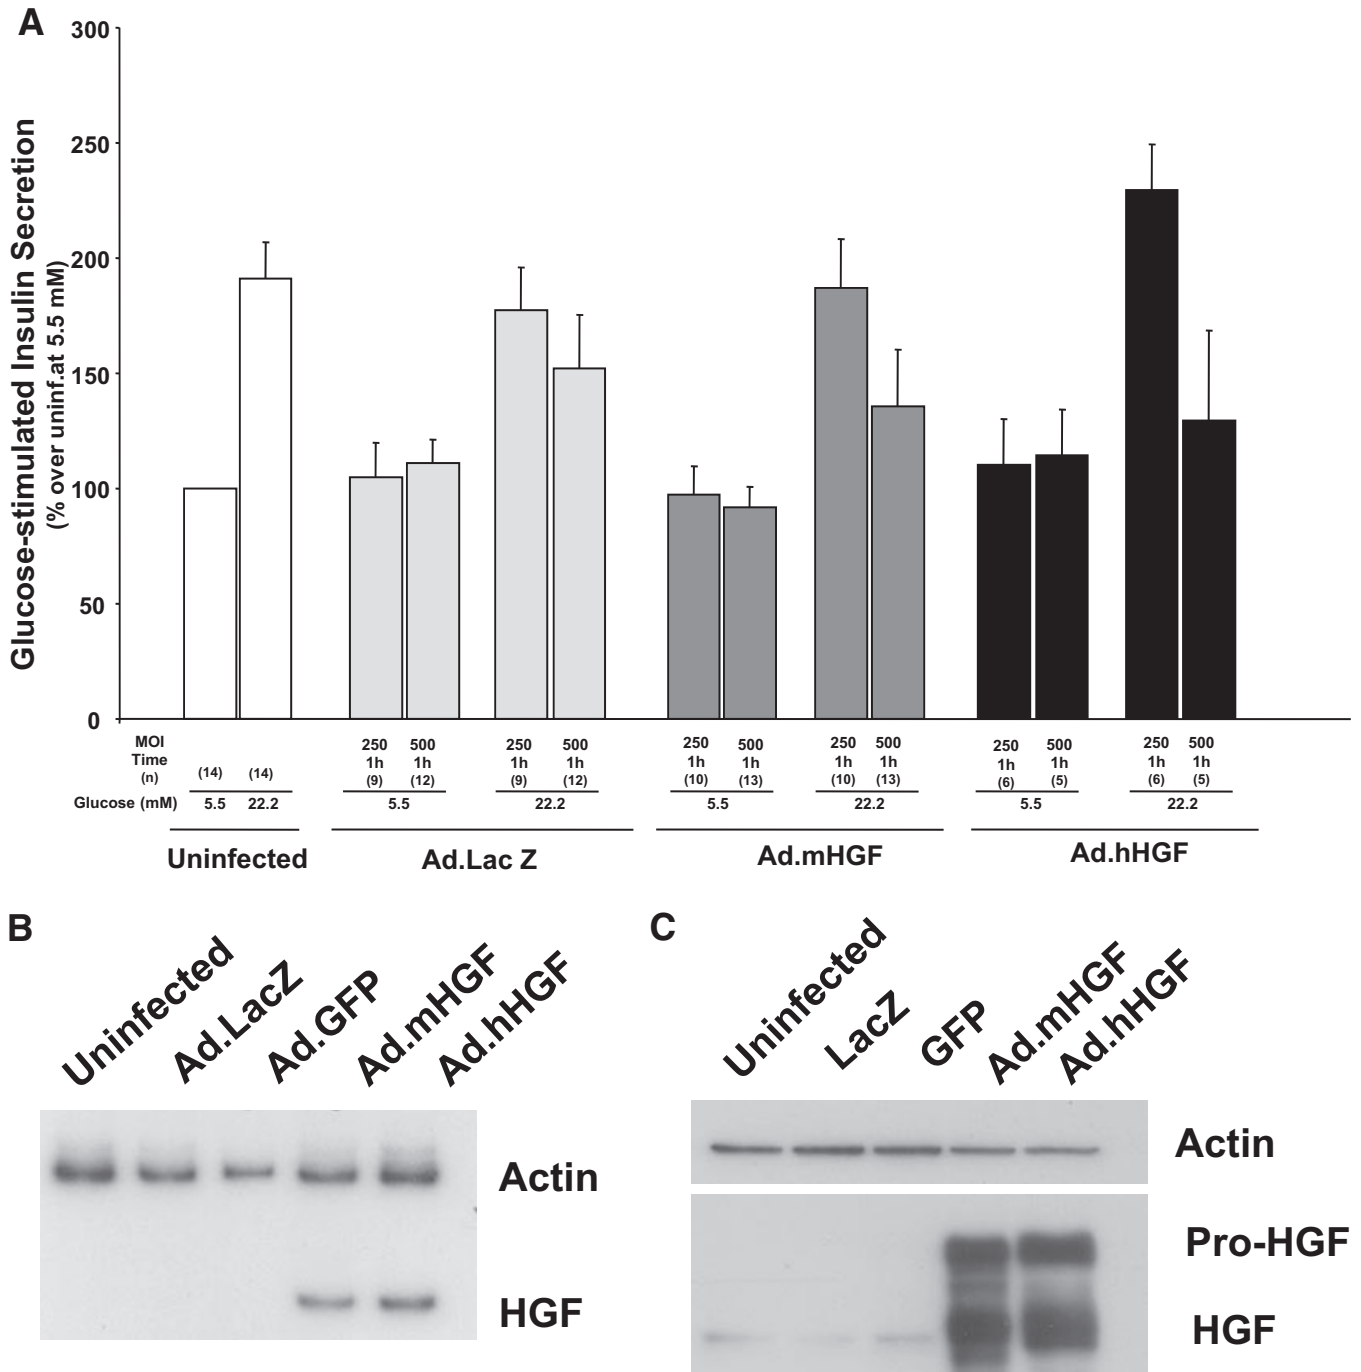 A
Glucose-stimulated Insulin Secretion
(% over uninf.at 5.5 mM)
300
250
200
150
100
50
0
MOI 250 500 250 500 250 500 250 500 250 500 250 500
Time 1h 1h 1h 1h 1h 1h 1h 1h 1h 1h 1h 1h
(n) (14) (14) (9) (12) (9) (12) (10) (13) (10) (13) (6) (5) (6) (5)
Glucose (mM) 5.5 22.2 5.5 22.2 5.5 22.2 5.5 22.2
Uninfected Ad.Lac Z Ad.mHGF Ad.hHGF
B
Uninfected
Ad.LacZ
Ad.GFP
Ad.mHGF
Ad.hHGF
Actin
HGF
C
Uninfected
LacZ
GFP
Ad.mHGF
Ad.hHGF
Actin
Pro-HGF
HGF